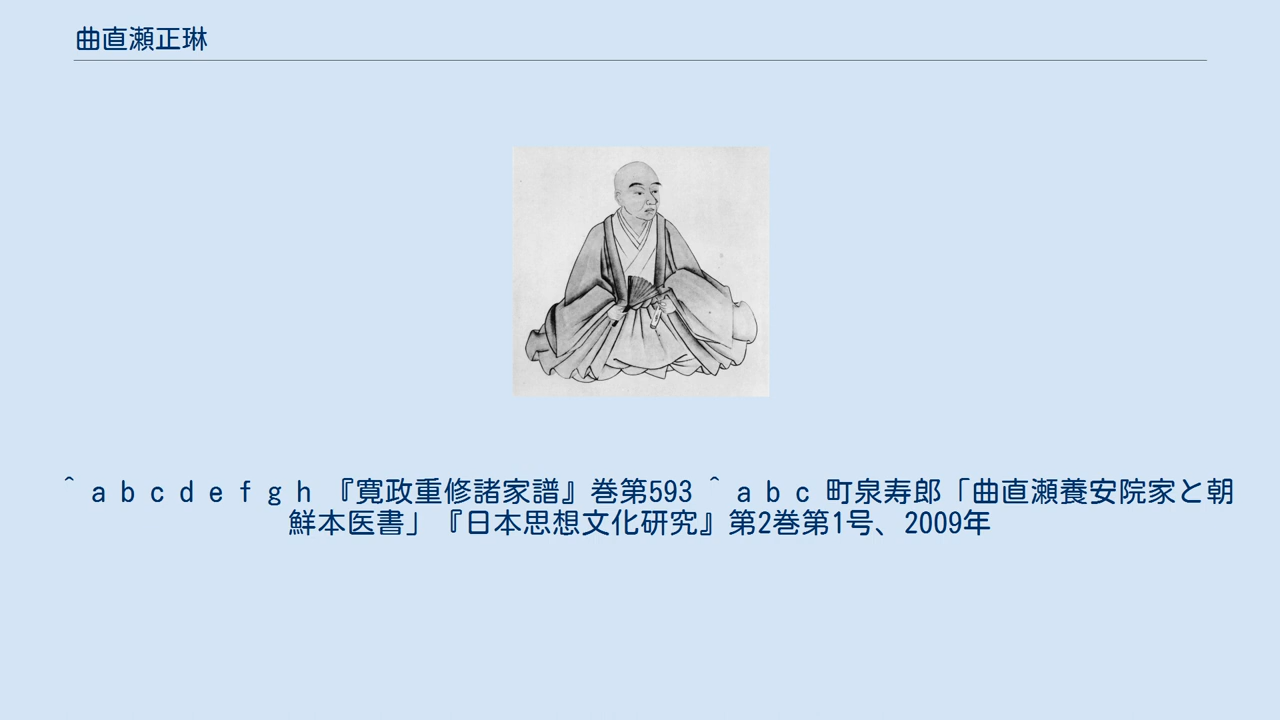 曲直瀬正琳
^ a b c d e f g h 『寛政重修諸家譜』巻第593 ^ a b c 町泉寿郎「曲直瀬養安院家と朝
鮮本医書」『日本思想文化研究』第2巻第1号、2009年